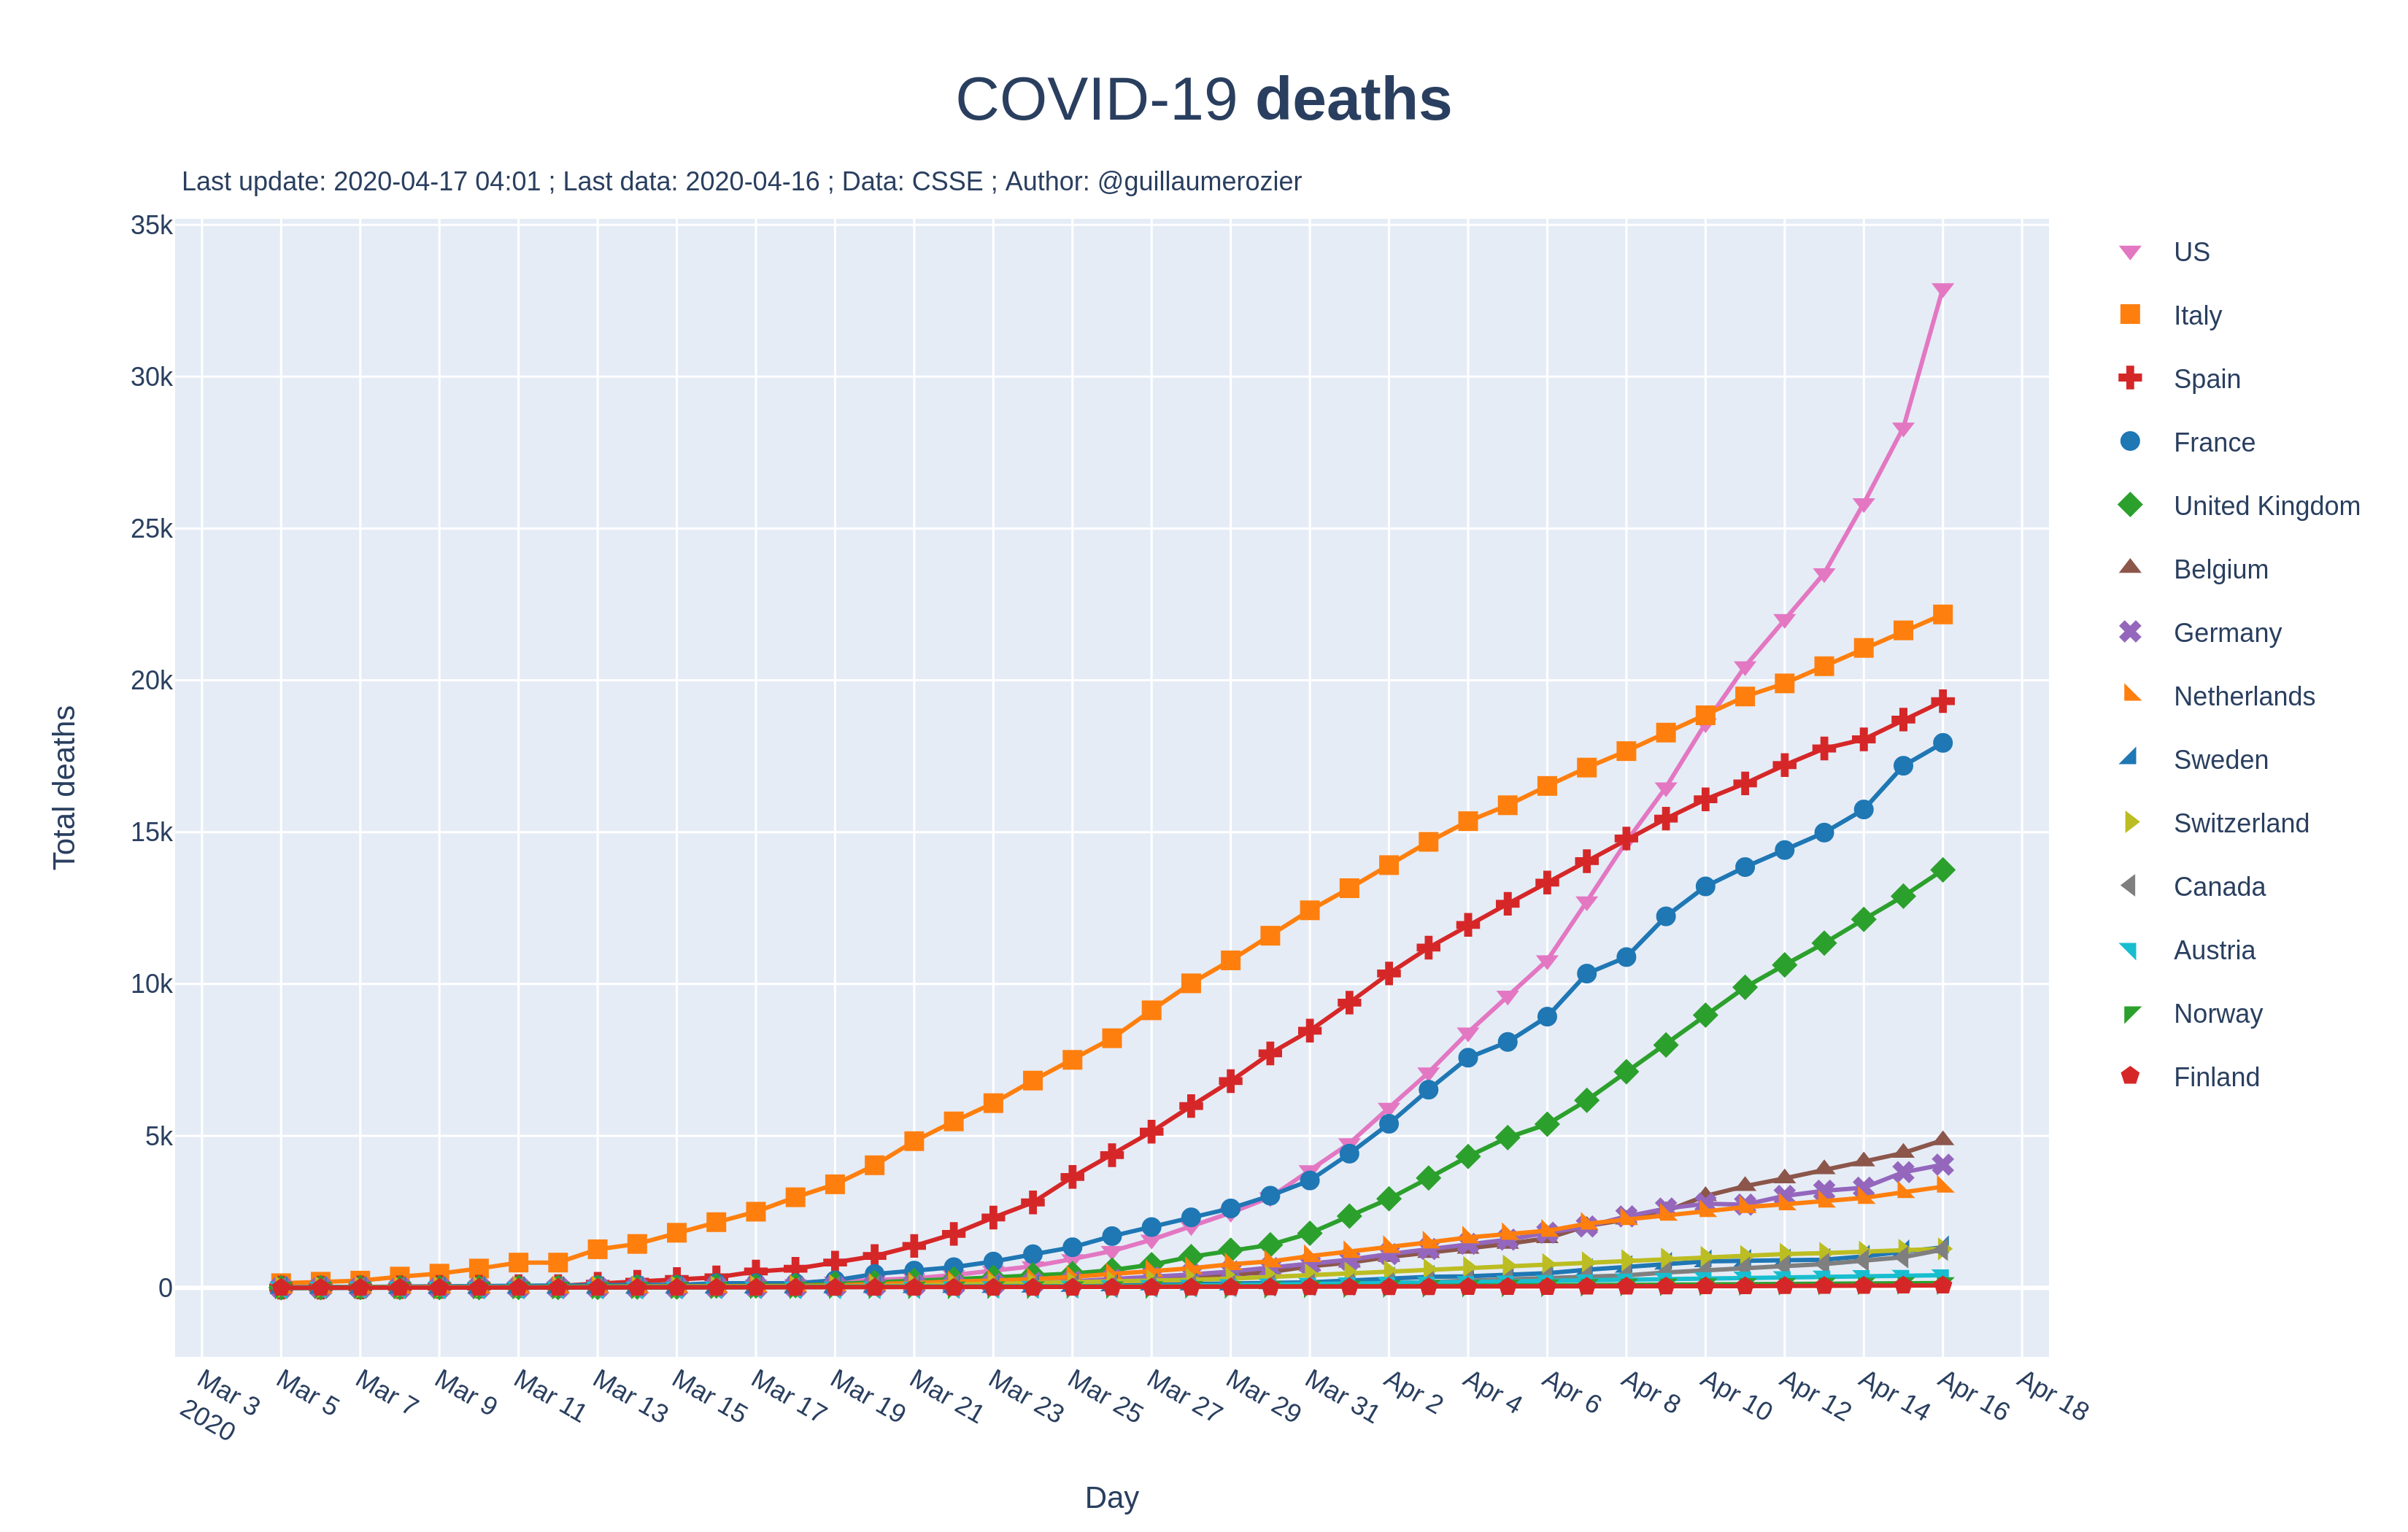 COVID-19 deaths
Last update: 2020-04-17 04:01 ; Last data: 2020-04-16 ; Data: CSSE ; Author: @guillaumerozier
35k
30k
25k
20k
15k
10k
5k
0
Total deaths
Mar 3
2020
Mar 5
Mar 7
Mar 9
Mar 11
Mar 13
Mar 15
Mar 17
Mar 19
Mar 21
Mar 23
Mar 25
Mar 27
Mar 29
Mar 31
Apr 2
Apr 4
Apr 6
Apr 8
Apr 10
Apr 12
Apr 14
Apr 16
Apr 18
Day
US
Italy
Spain
France
United Kingdom
Belgium
Germany
Netherlands
Sweden
Switzerland
Canada
Austria
Norway
Finland